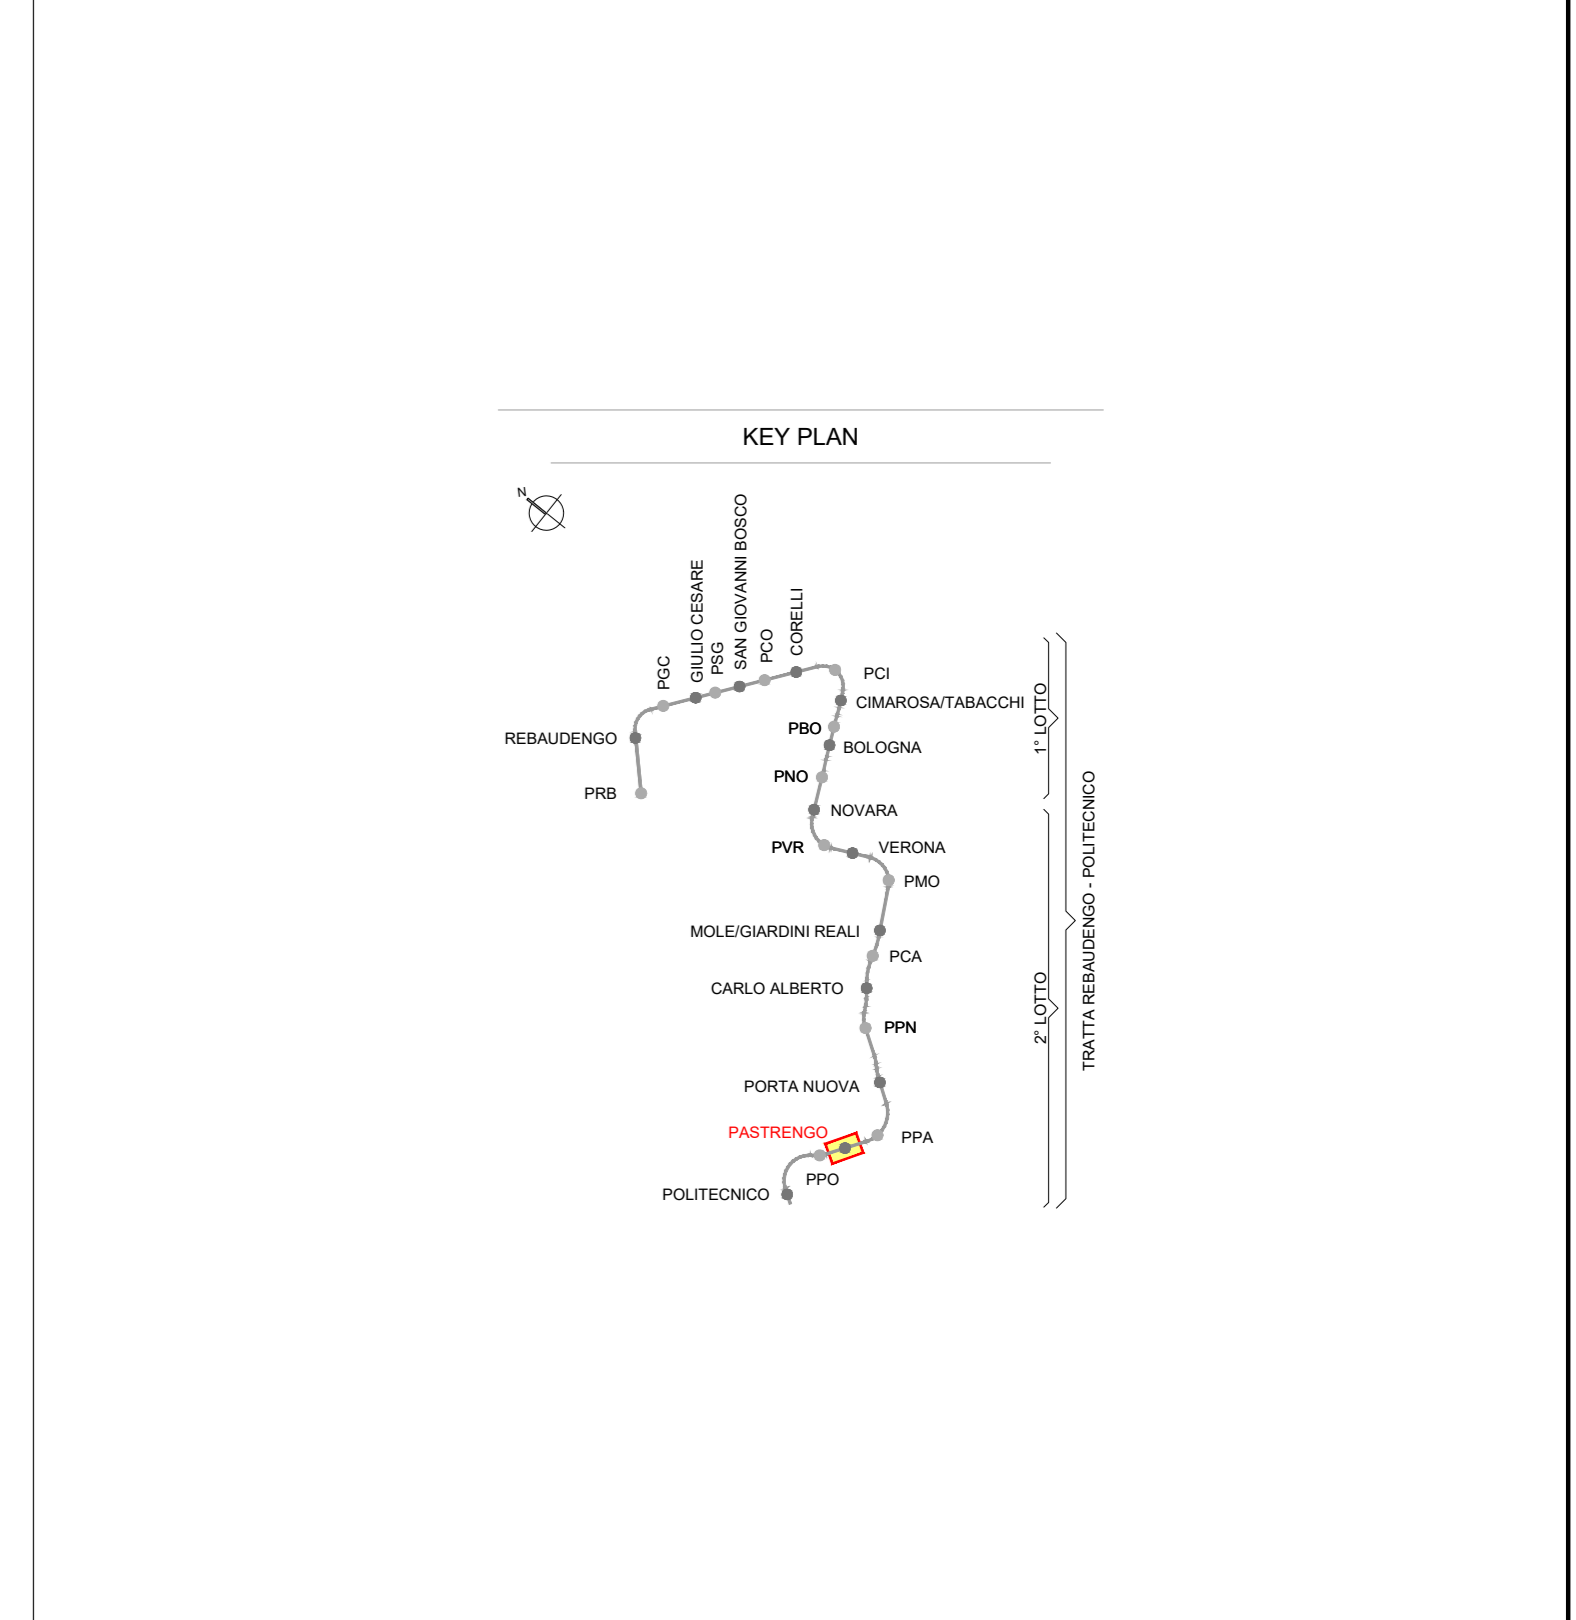 KEY PLAN
N
PGC
GIULIO CESARE
PSG
SAN GIOVANNI BOSCO
PCO
CORELLI
PCI
CIMAROSA/TABACCHI
PBO
REBAUDENGO
BOLOGNA
PNO
PRB
NOVARA
PVR
VERONA
PMO
MOLE/GIARDINI REALI
PCA
CARLO ALBERTO
PPN
PORTA NUOVA
PASTRENGO
PPA
PPO
POLITECNICO
1° LOTTO
2° LOTTO
TRATTA REBAUDENGO - POLITECNICO